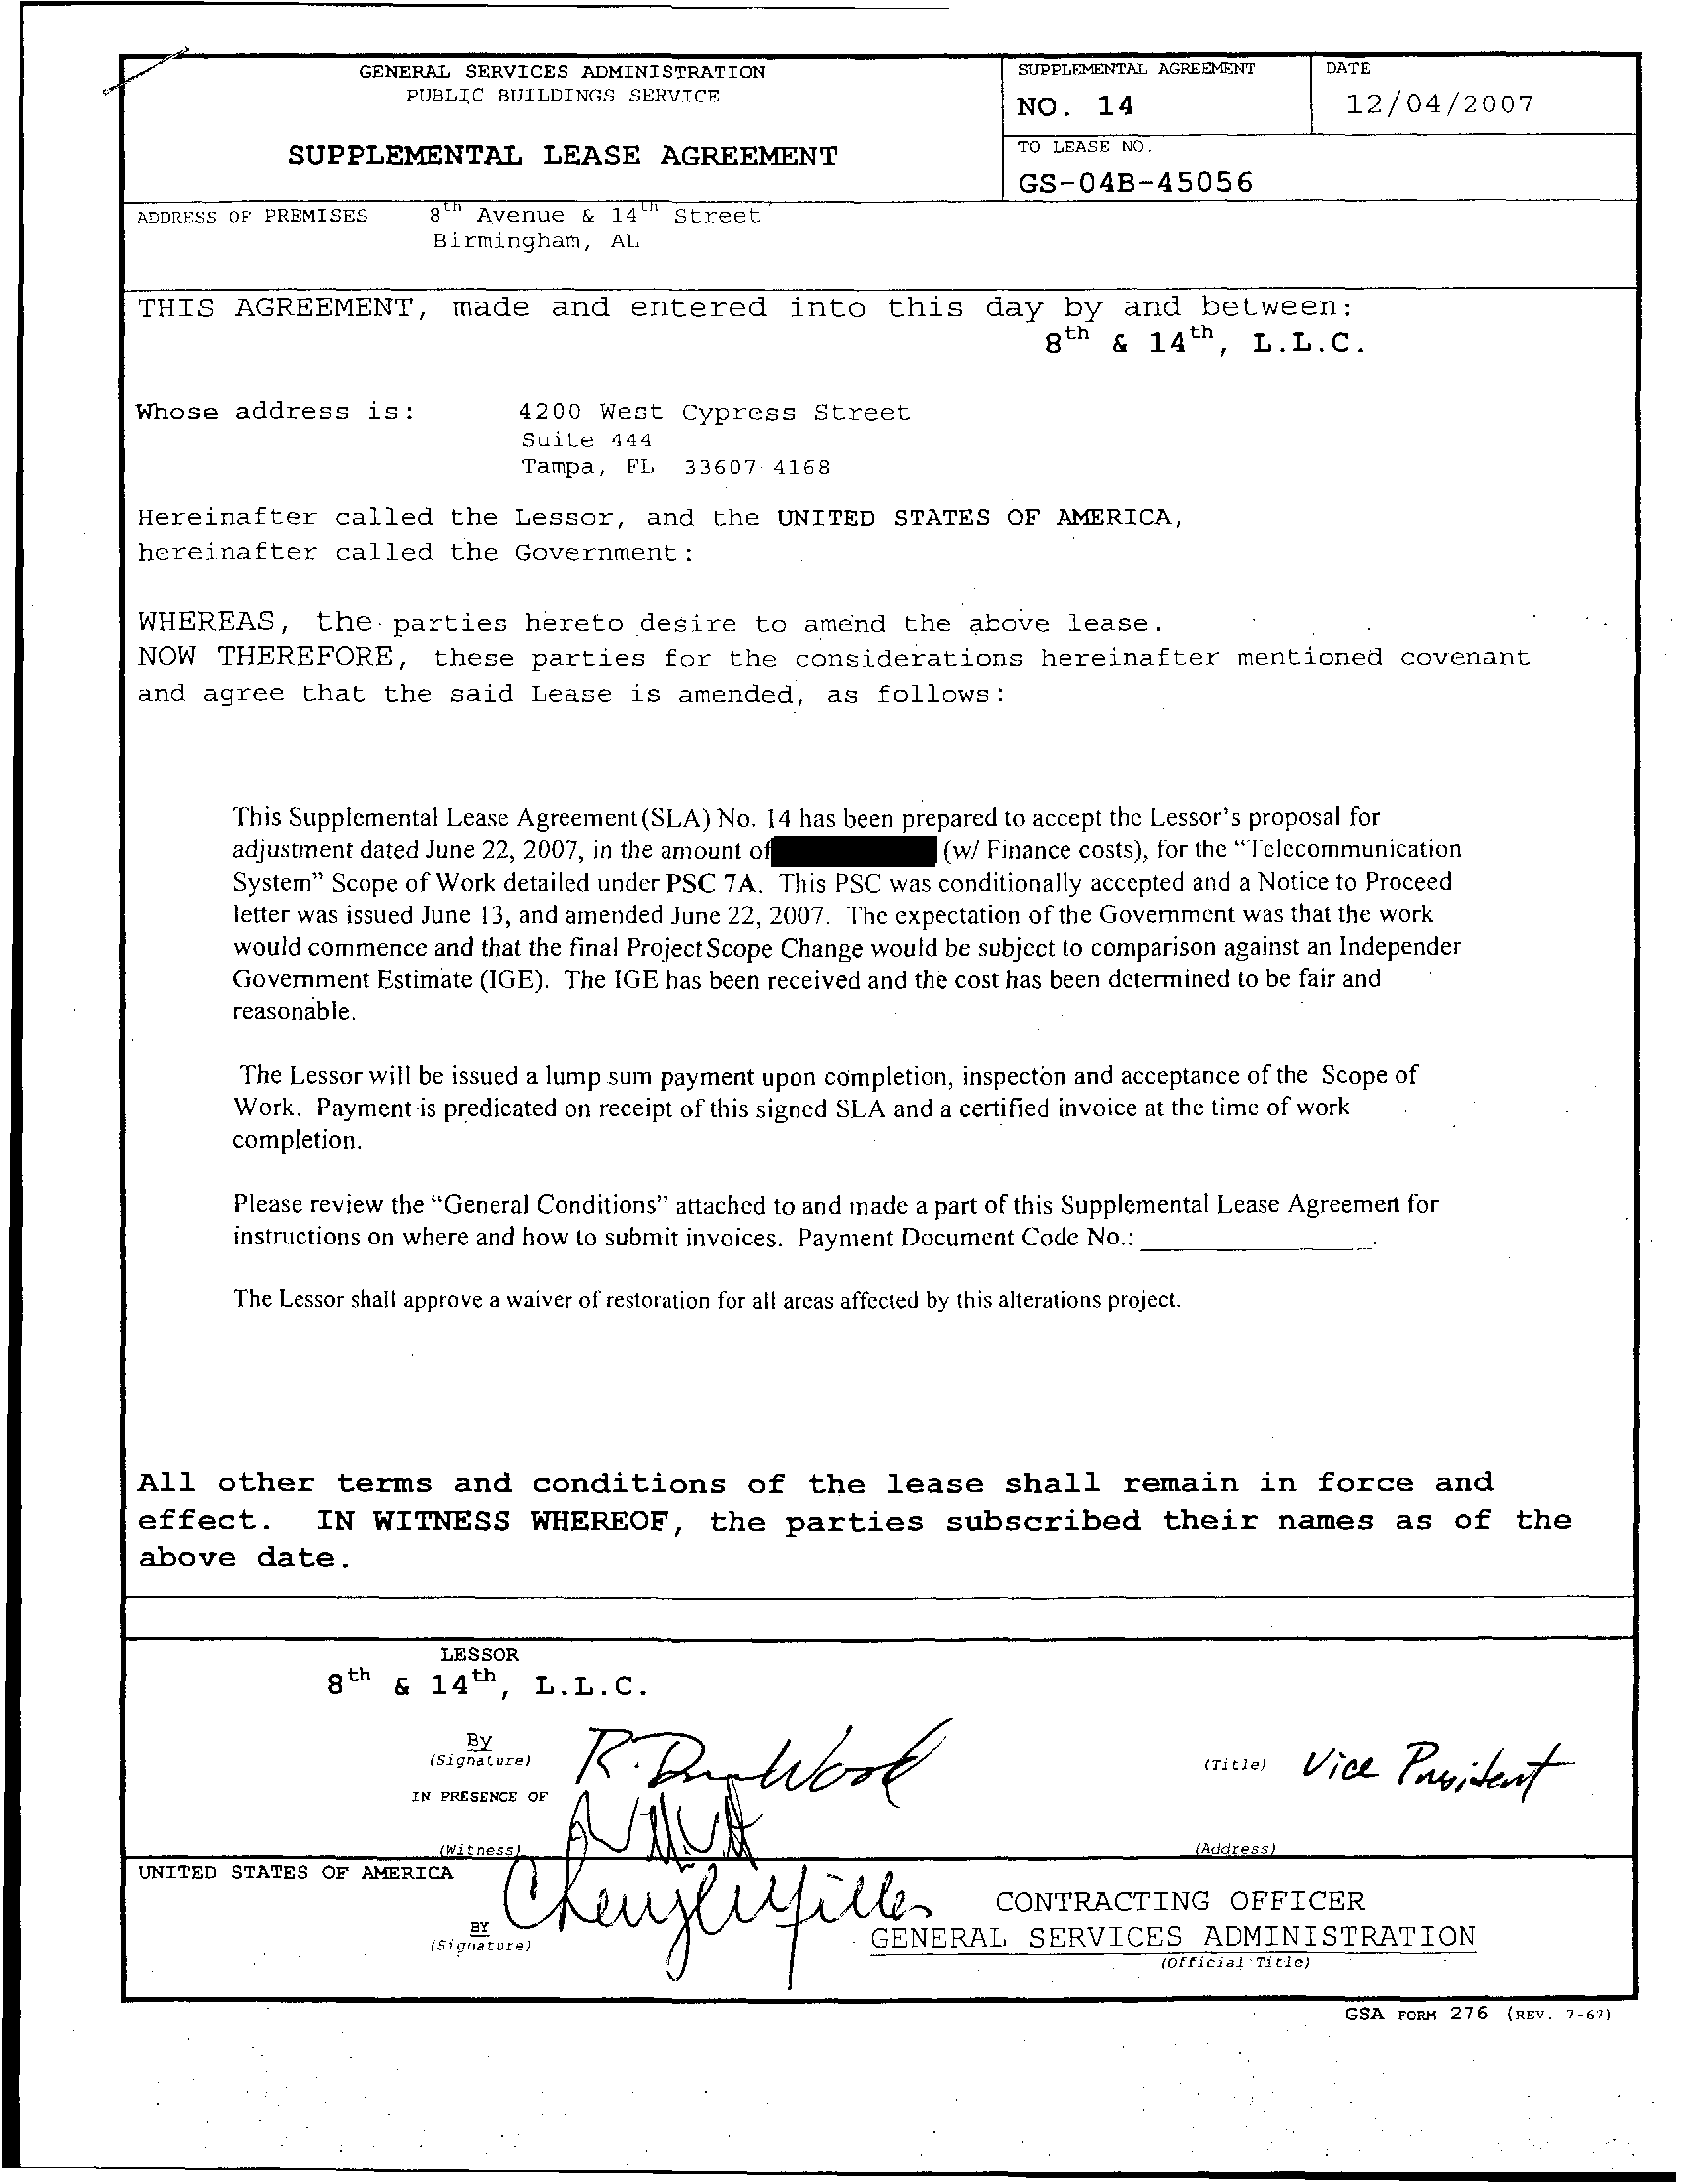 GENERAL SERVICES ADMINISTRATION
PUBLIC BUILDINGS SERVICE
SUPPLEMENTAL LEASE AGREEMENT
SUPPLEMENTAL AGREEMENT
NO. 14
DATE
12/04/2007
TO LEASE NO.
GS-04B-45056
ADDRESS OF PREMISES 8th Avenue & 14th Street
Birmingham, AL
THIS AGREEMENT, made and entered into this day by and between:
8th & 14th, L.L.C.
Whose address is: 4200 West Cypress Street
Suite 444
Tampa, FL 33607-4168
Hereinafter called the Lessor, and the UNITED STATES OF AMERICA,
hereinafter called the Government:
WHEREAS, the parties hereto desire to amend the above lease.
NOW THEREFORE, these parties for the considerations hereinafter mentioned covenant
and agree that the said Lease is amended, as follows:
This Supplemental Lease Agreement (SLA) No. 14 has been prepared to accept the Lessor's proposal for
adjustment dated June 22, 2007, in the amount of (w/ Finance costs), for the "Telecommunication
System" Scope of Work detailed under PSC 7A. This PSC was conditionally accepted and a Notice to Proceed
letter was issued June 13, and amended June 22, 2007. The expectation of the Government was that the work
would commence and that the final Project Scope Change would be subject to comparison against an Independer
Government Estimate (IGE). The IGE has been received and the cost has been determined to be fair and
reasonable.
The Lessor will be issued a lump sum payment upon completion, inspecton and acceptance of the Scope of
Work. Payment is predicated on receipt of this signed SLA and a certified invoice at the time of work
completion.
Please review the "General Conditions" attached to and made a part of this Supplemental Lease Agreement for
instructions on where and how to submit invoices. Payment Document Code No.: ____________.
The Lessor shall approve a waiver of restoration for all areas affected by this alterations project.
All other terms and conditions of the lease shall remain in force and
effect. IN WITNESS WHEREOF, the parties subscribed their names as of the
above date.
LESSOR
8th & 14th, L.L.C.
By
(Signature) R. Wood
(Title) Vice President
IN PRESENCE OF
(Witness)
(Address)
UNITED STATES OF AMERICA
BY
(Signature)
CONTRACTING OFFICER
GENERAL SERVICES ADMINISTRATION
(Official Title)
GSA FORM 276 (REV. 7-67)